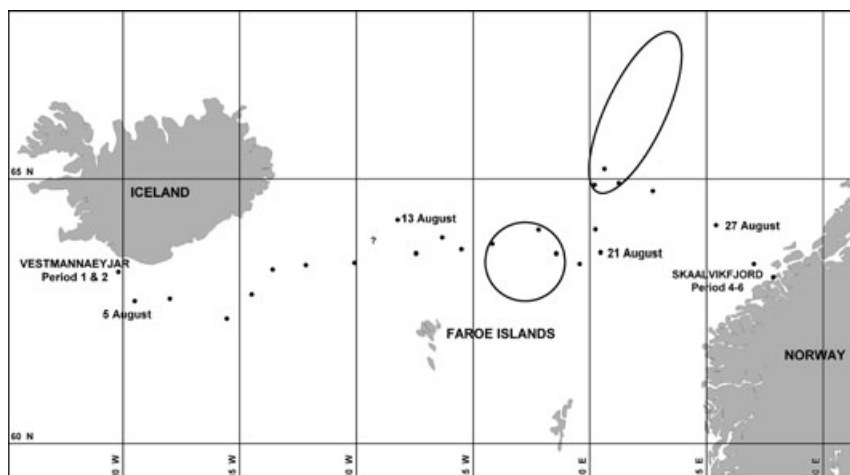 65 N
ICELAND
13 August
?
27 August
VESTMANNAEYJAR
Period 1 & 2
21 August
SKAALVIKFJORD
Period 4-6
5 August
FAROE ISLANDS
NORWAY
60 N
W
W
E
E